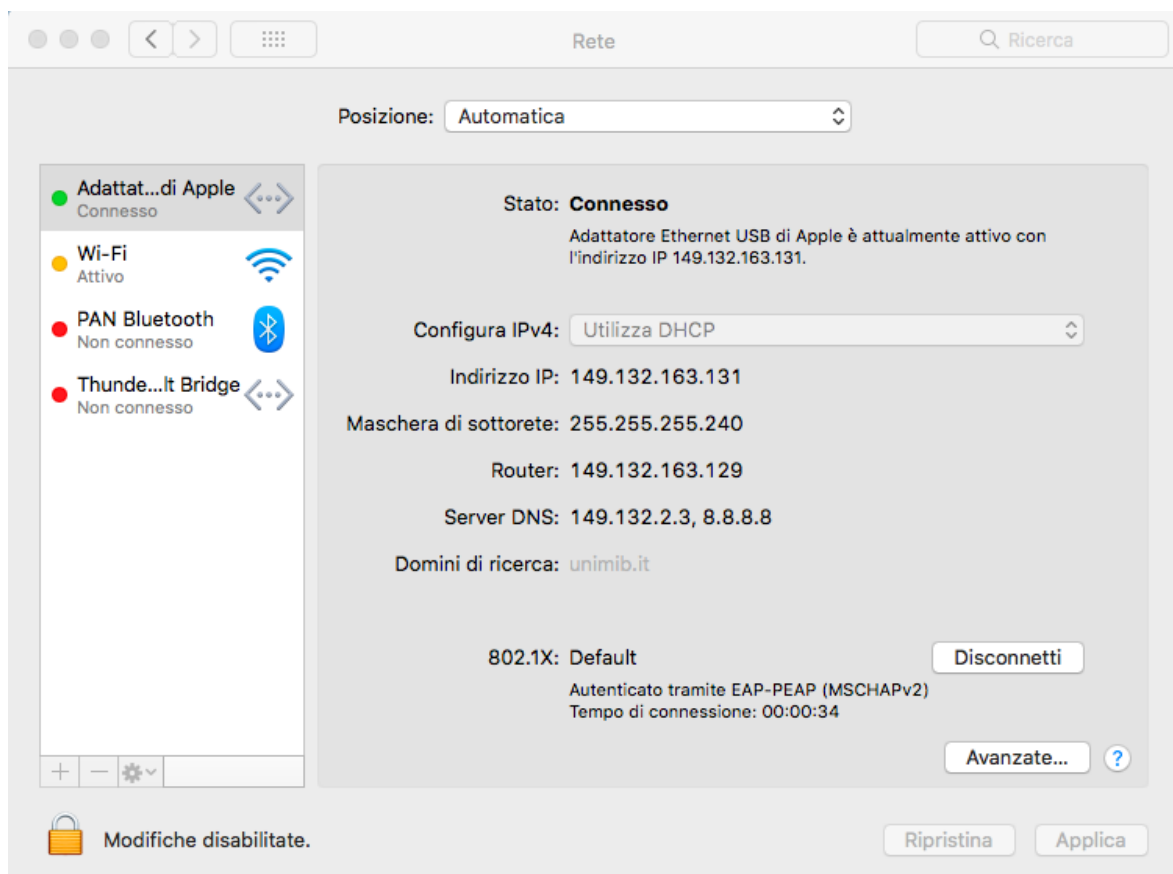 Rete
Ricerca
Posizione: Automatica
Adattat...di Apple
Connesso
Wi-Fi
Attivo
PAN Bluetooth
Non connesso
Thunde...lt Bridge
Non connesso
Stato: Connesso
Adattatore Ethernet USB di Apple è attualmente attivo con
l'indirizzo IP 149.132.163.131.
Configura IPv4: Utilizza DHCP
Indirizzo IP: 149.132.163.131
Maschera di sottorete: 255.255.255.240
Router: 149.132.163.129
Server DNS: 149.132.2.3, 8.8.8.8
Domini di ricerca: unimib.it
802.1X: Default
Disconnetti
Autenticato tramite EAP-PEAP (MSCHAPv2)
Tempo di connessione: 00:00:34
Avanzate...
?
Modifiche disabilitate.
Ripristina
Applica